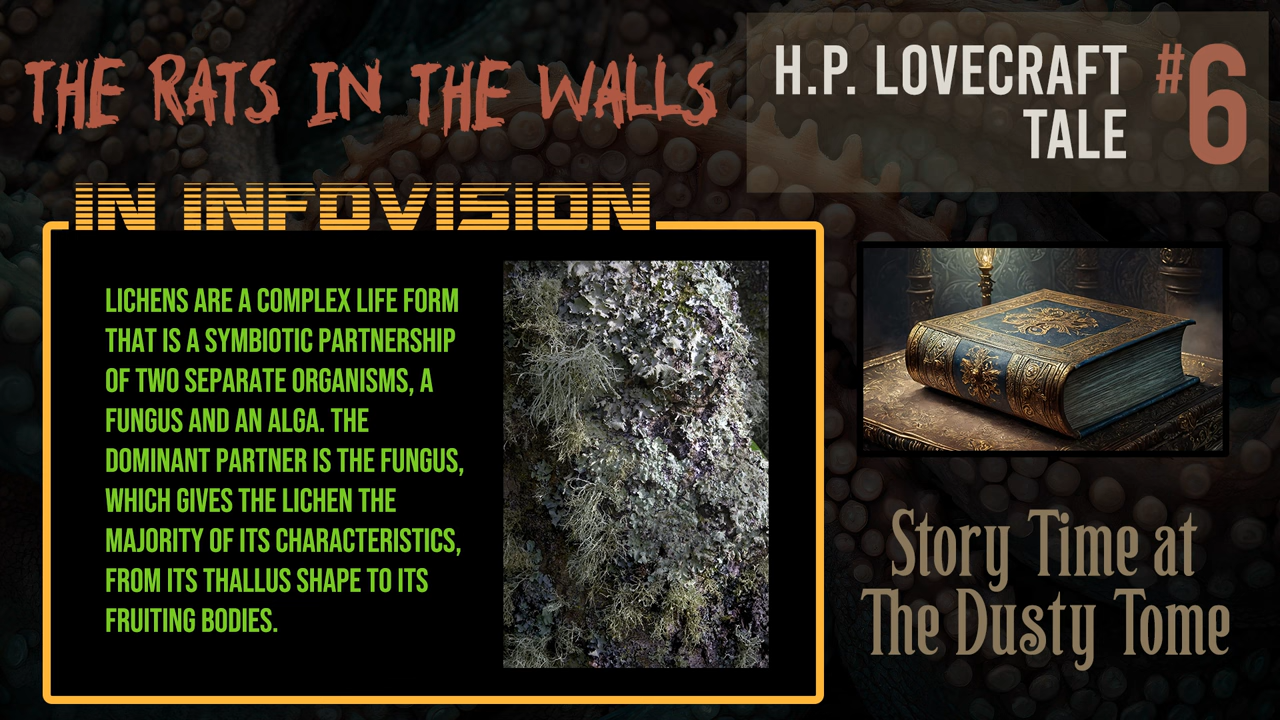 THE RATS IN THE WALLS
H.P. LOVECRAFT
TALE
#6
IN INFOVISION
LICHENS ARE A COMPLEX LIFE FORM
THAT IS A SYMBIOTIC PARTNERSHIP
OF TWO SEPARATE ORGANISMS, A
FUNGUS AND AN ALGA. THE
DOMINANT PARTNER IS THE FUNGUS,
WHICH GIVES THE LICHEN THE
MAJORITY OF ITS CHARACTERISTICS,
FROM ITS THALLUS SHAPE TO ITS
FRUITING BODIES.
Story Time at
The Dusty Tome